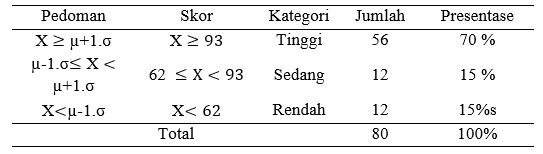 Pedoman Skor Kategori Jumlah Presentase
X ≥ μ+1.σ X ≥ 93 Tinggi 56 70 %
μ-1.σ≤ X < μ+1.σ 62 ≤ X < 93 Sedang 12 15 %
X<μ-1.σ X< 62 Rendah 12 15%s
Total 80 100%